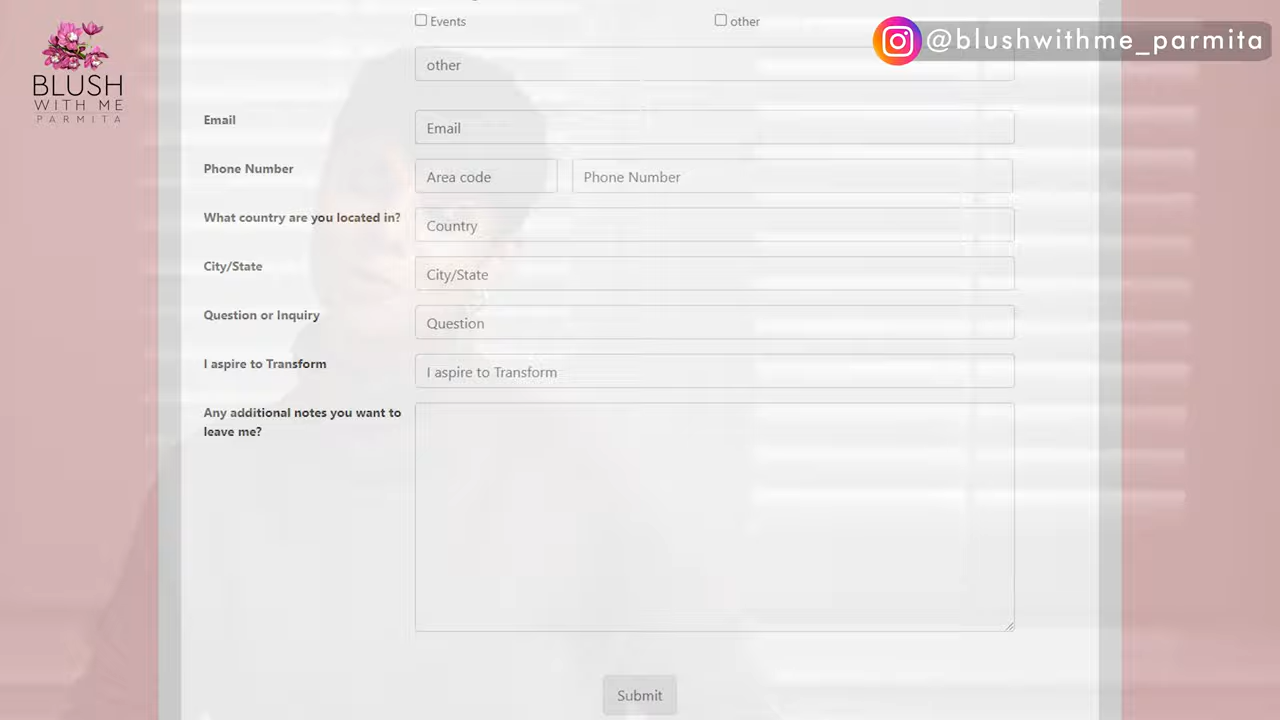 Events
other
@blushwithme_parmita
BLUSH
WITH ME
PARMITA
other
Email
Email
Phone Number
Area code
Phone Number
What country are you located in?
Country
City/State
City/State
Question or Inquiry
Question
I aspire to Transform
I aspire to Transform
Any additional notes you want to
leave me?
Submit